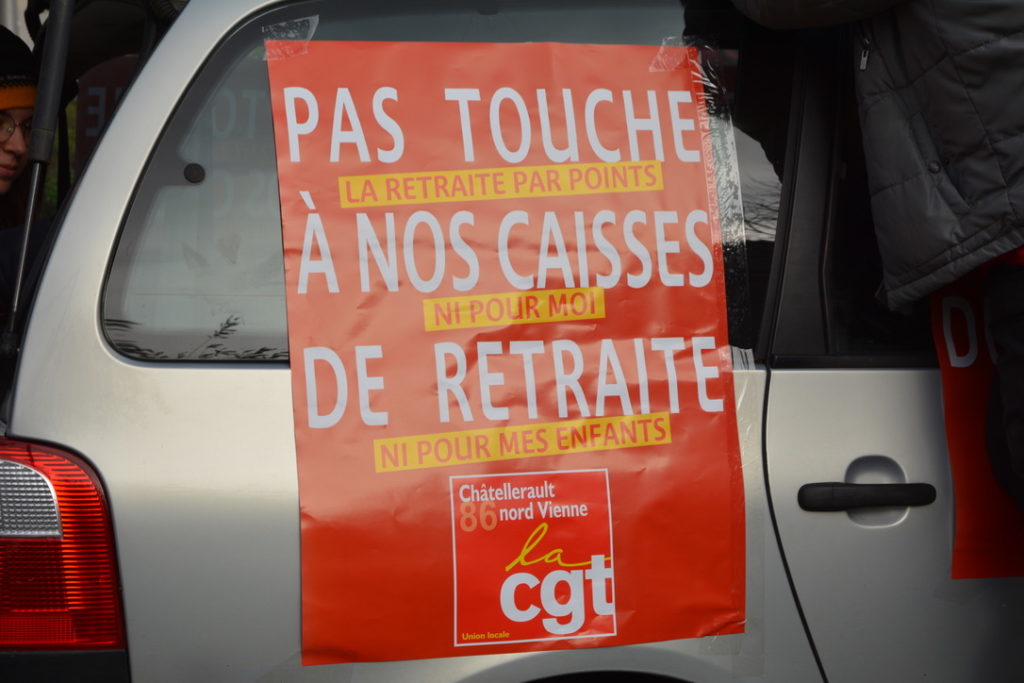 PAS TOUCHE
LA RETRAITE PAR POINTS
À NOS CAISSES
NI POUR MOI
DE RETRAITE
NI POUR MES ENFANTS
Châtellerault
86 nord Vienne
la
cgt
Union locale
D